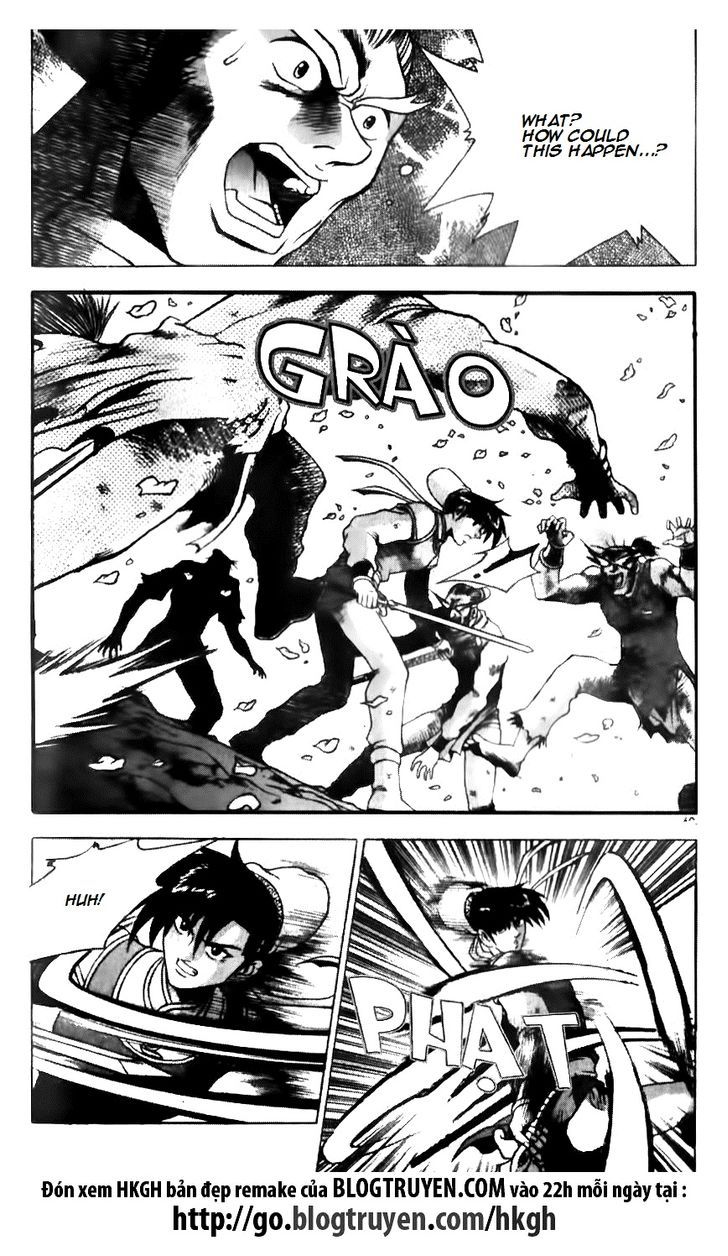 WHAT?
HOW COULD
THIS HAPPEN...?
GRÀO
HUH!
PHẠT
Đón xem HKGH bản đẹp remake của BLOGTRUYEN.COM vào 22h mỗi ngày tại :
http://go.blogtruyen.com/hkgh